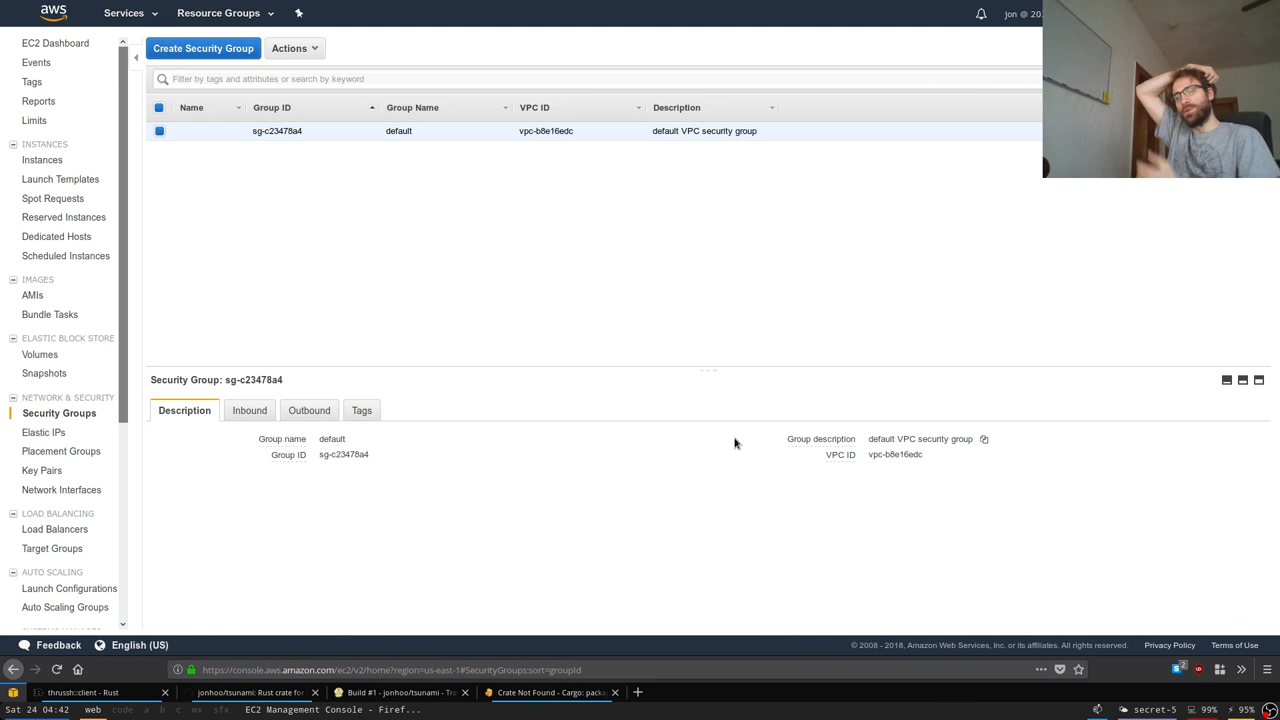 aws Services Resource Groups jon @ 20
EC2 Dashboard
Events
Tags
Reports
Limits
INSTANCES
Instances
Launch Templates
Spot Requests
Reserved Instances
Dedicated Hosts
Scheduled Instances
IMAGES
AMIs
Bundle Tasks
ELASTIC BLOCK STORE
Volumes
Snapshots
NETWORK & SECURITY
Security Groups
Elastic IPs
Placement Groups
Key Pairs
Network Interfaces
LOAD BALANCING
Load Balancers
Target Groups
AUTO SCALING
Launch Configurations
Auto Scaling Groups
Create Security Group Actions
Filter by tags and attributes or search by keyword
Name Group ID Group Name VPC ID Description
sg-c23478a4 default vpc-b8e16edc default VPC security group
Security Group: sg-c23478a4
Description Inbound Outbound Tags
Group name default Group description default VPC security group
Group ID sg-c23478a4 VPC ID vpc-b8e16edc
Feedback English (US) © 2008 - 2018, Amazon Web Services, Inc. or its affiliates. All rights reserved. Privacy Policy Terms of Use
https://console.aws.amazon.com/ec2/v2/home?region=us-east-1#SecurityGroups:sort=groupId 2
thrussh::client - Rust jonhoo/tsunami: Rust crate for Build #1 - jonhoo/tsunami - Tra Crate Not Found - Cargo: packa
Sat 24 04:42 web code a b c mx sfx EC2 Management Console - Firef... secret-5 99% 95%